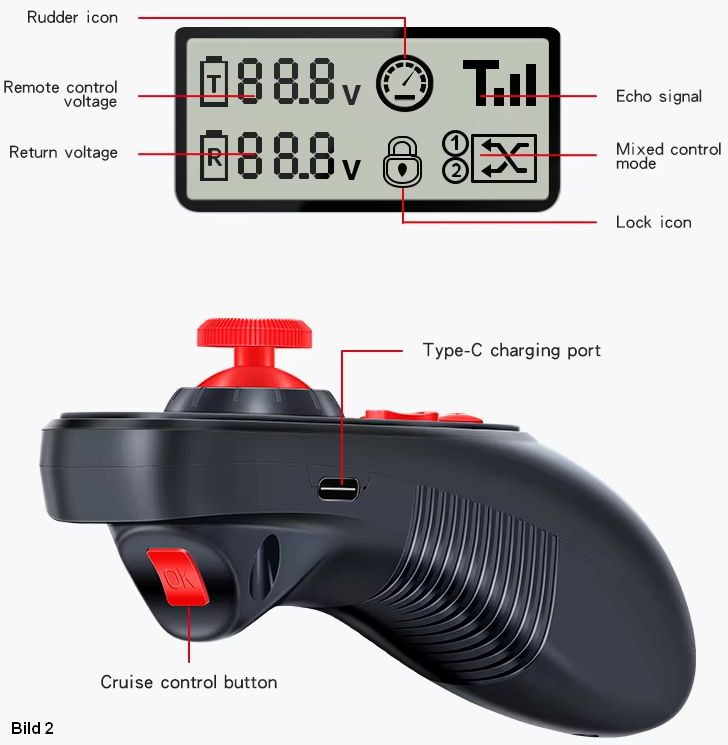 Rudder icon
Remote control
voltage
T 88.8 V
T
Echo signal
Return voltage
R 88.8 V
1
2
Mixed control
mode
Lock icon
Type-C charging port
OK
Cruise control button
Bild 2